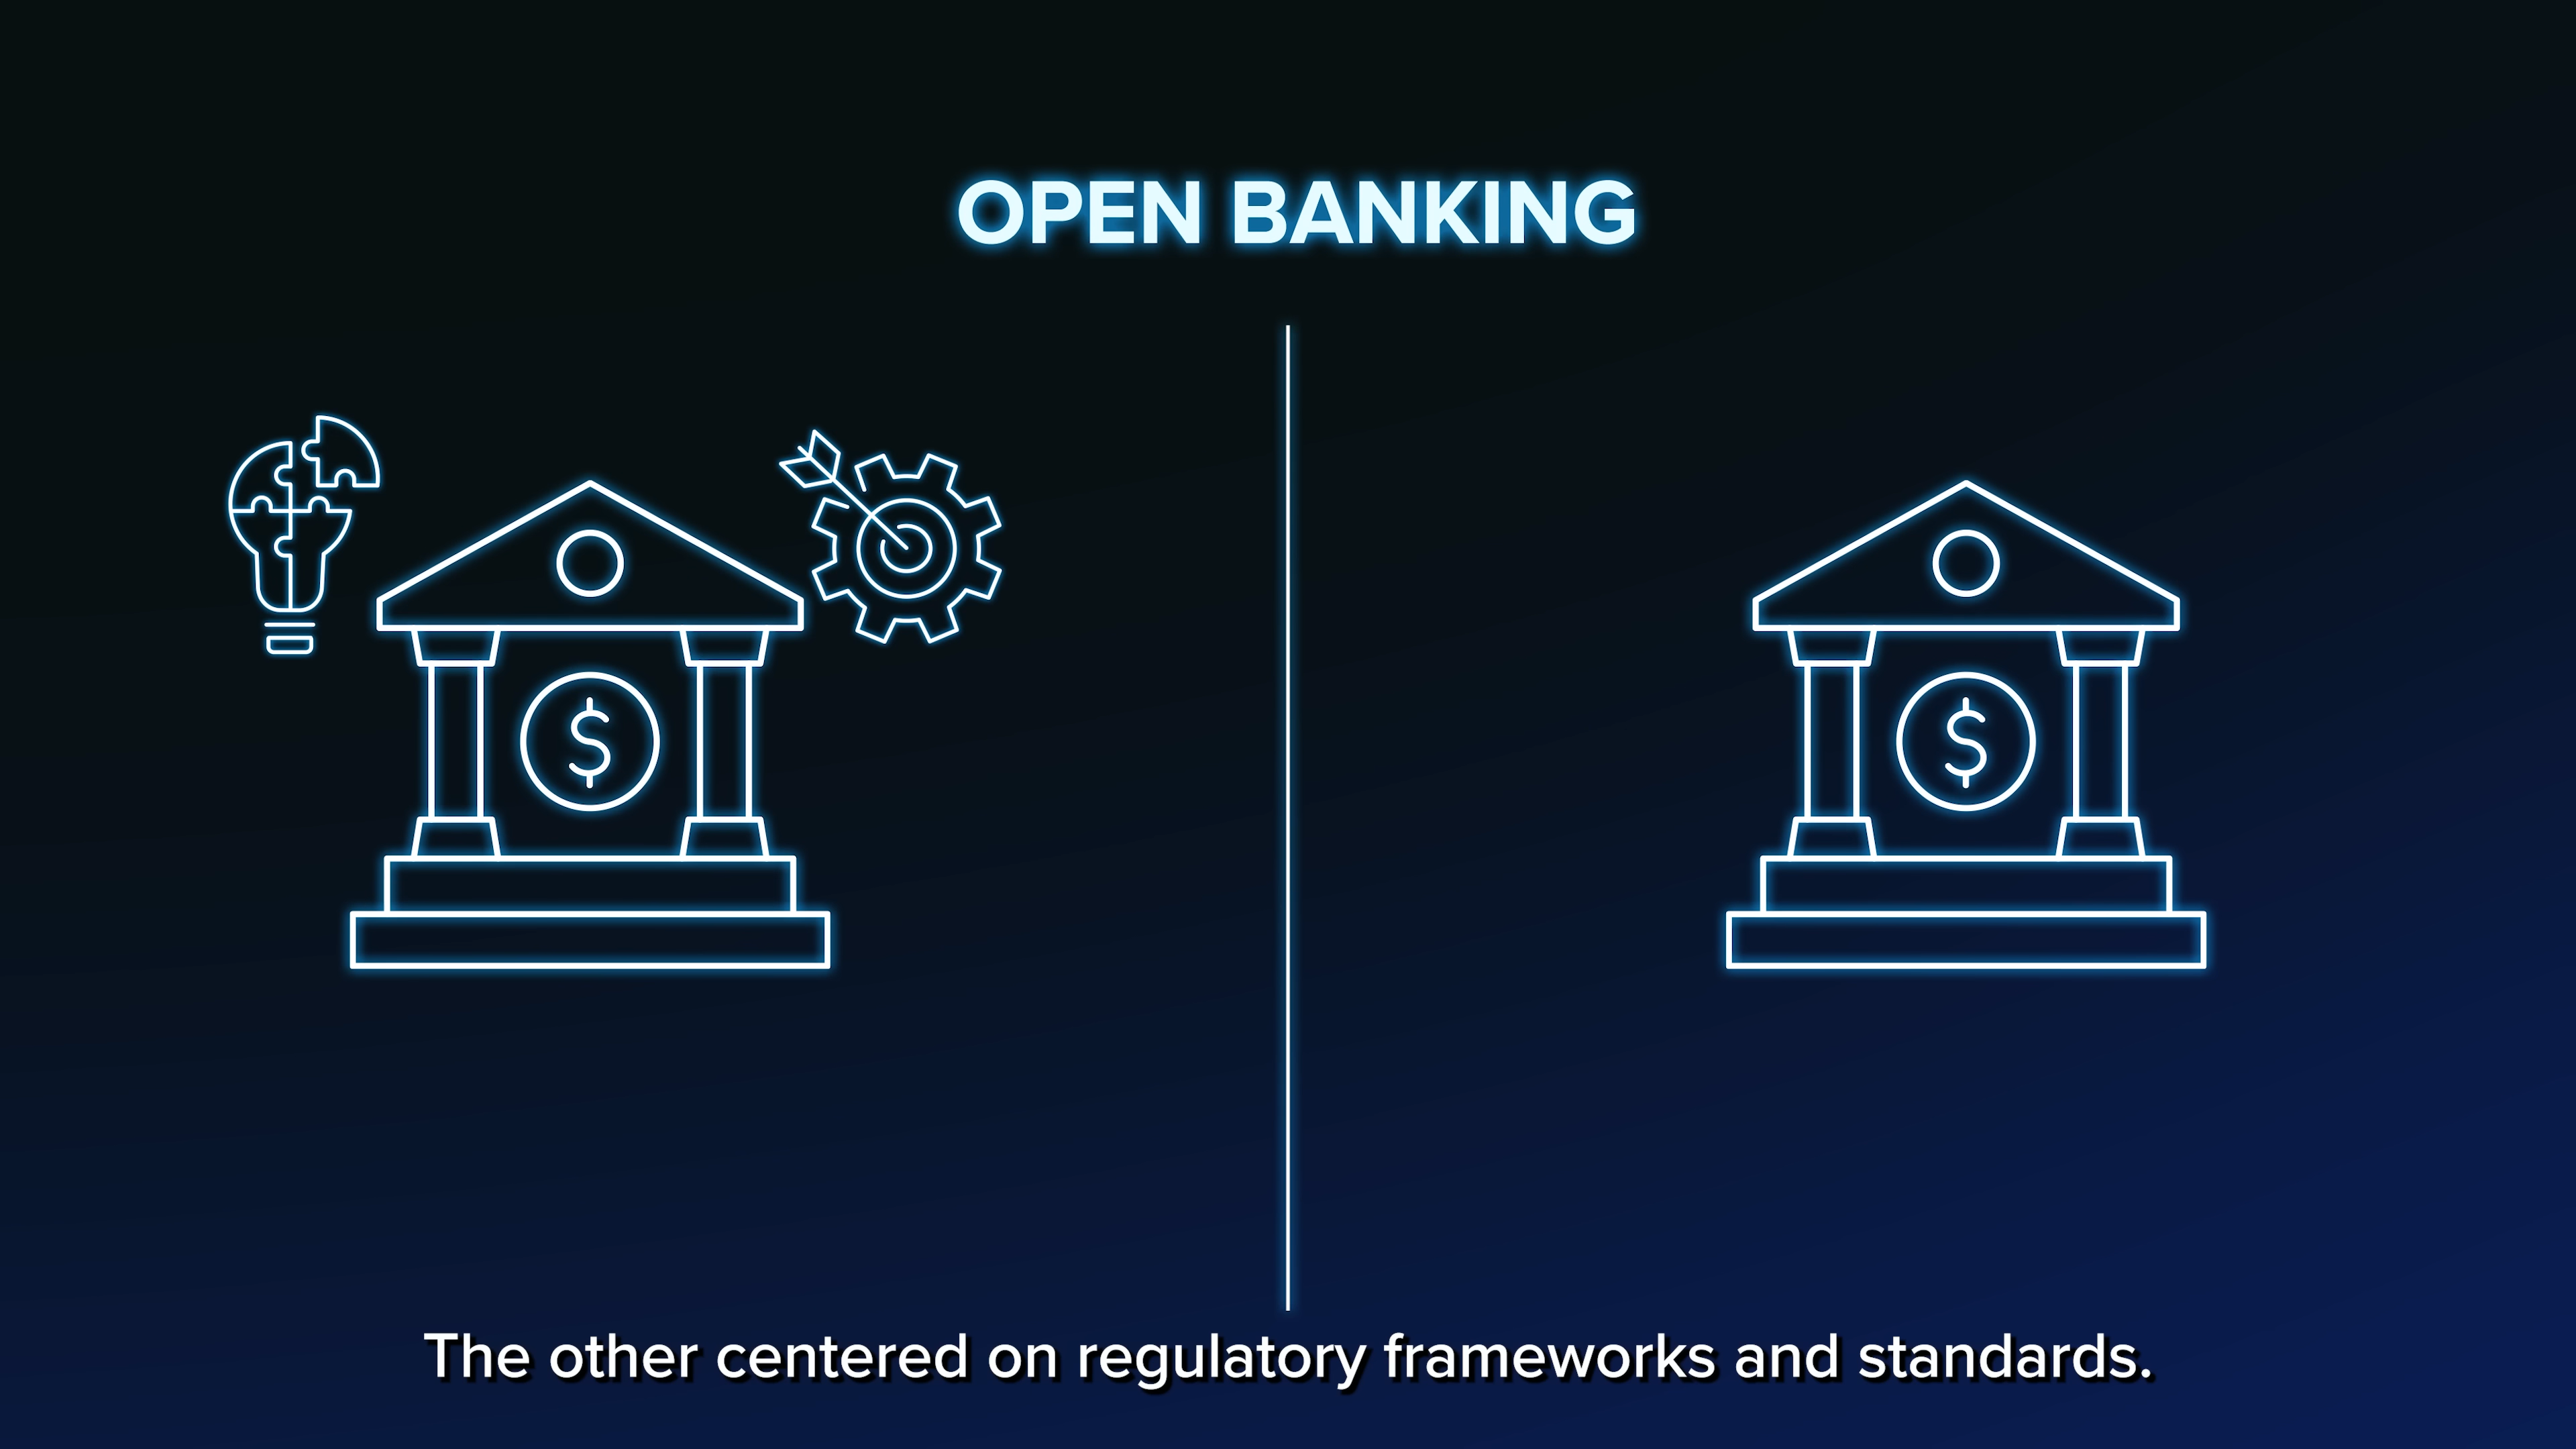 OPEN BANKING
$
$
The other centered on regulatory frameworks and standards.